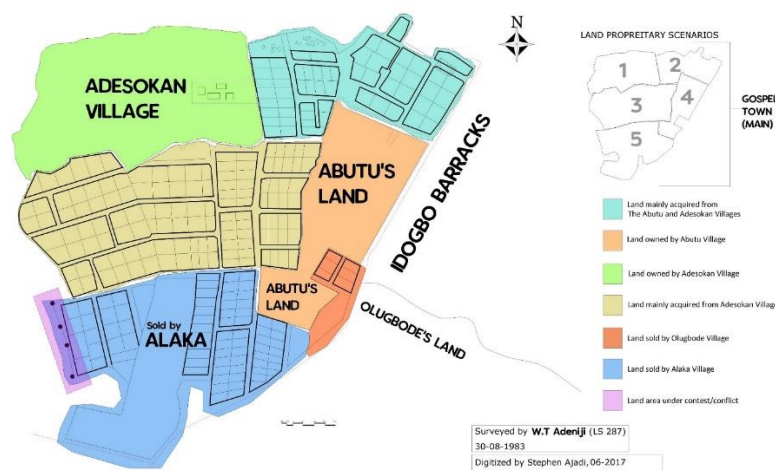 N
LAND PROPREITARY SCENARIOS
1
2
3
4
5
GOSPEL
TOWN
(MAIN)
ADESOKAN
VILLAGE
ABUTU'S
LAND
IDOGBO BARRACKS
ABUTU'S
LAND
OLUGBODE'S LAND
Sold by
ALAKA
Land mainly acquired from
The Abutu and Adesokan Villages
Land owned by Abutu Village
Land owned by Adesokan Village
Land mainly acquired from Adesokan Village
Land sold by Olugbode Village
Land sold by Alaka Village
Land area under contest/conflict
Surveyed by W.T Adeniji (LS 287)
30-08-1983
Digitized by Stephen Ajadi,06-2017